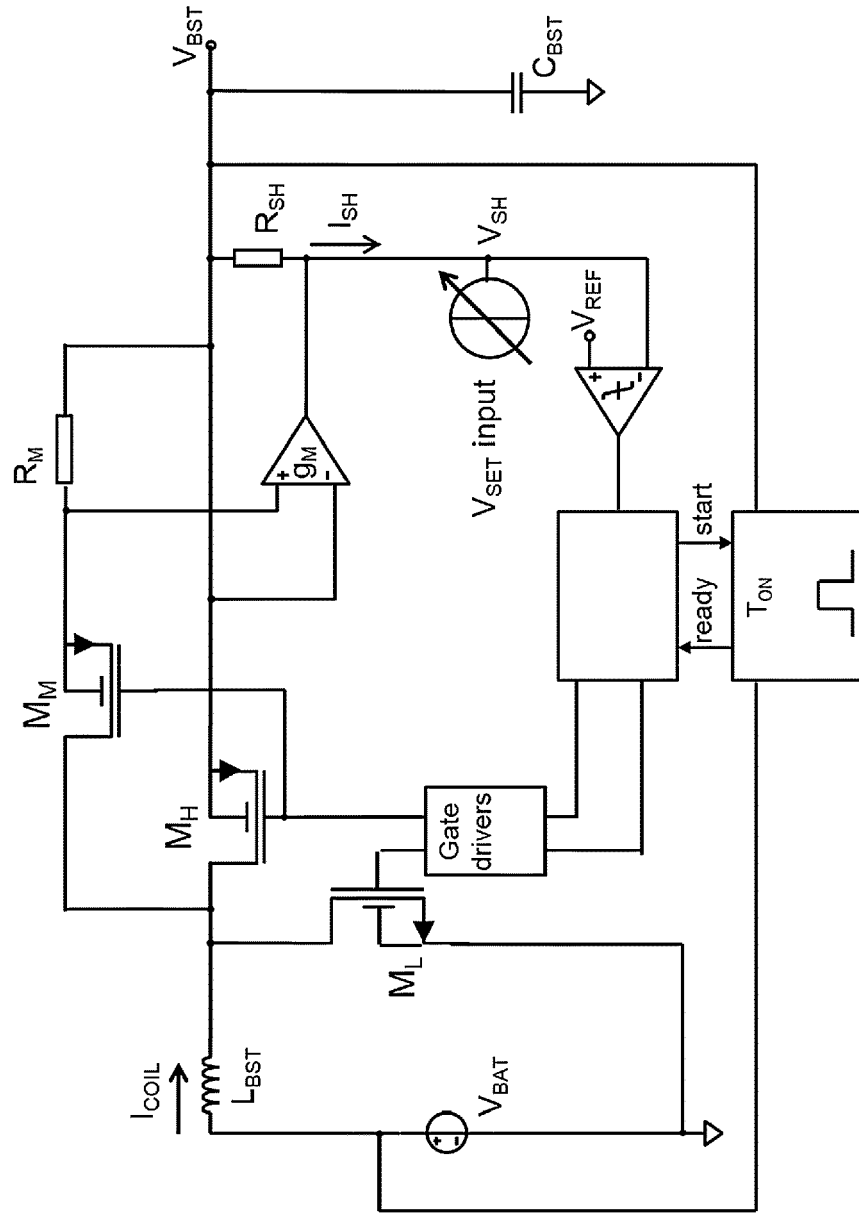 I_COIL
L_BST
V_BAT
M_L
M_H
M_M
R_M
Gate
drivers
+
-
g_M
+
-
R_SH
I_SH
V_SH
V_SET input
V_REF
+
-
V_BST
C_BST
ready
start
T_ON